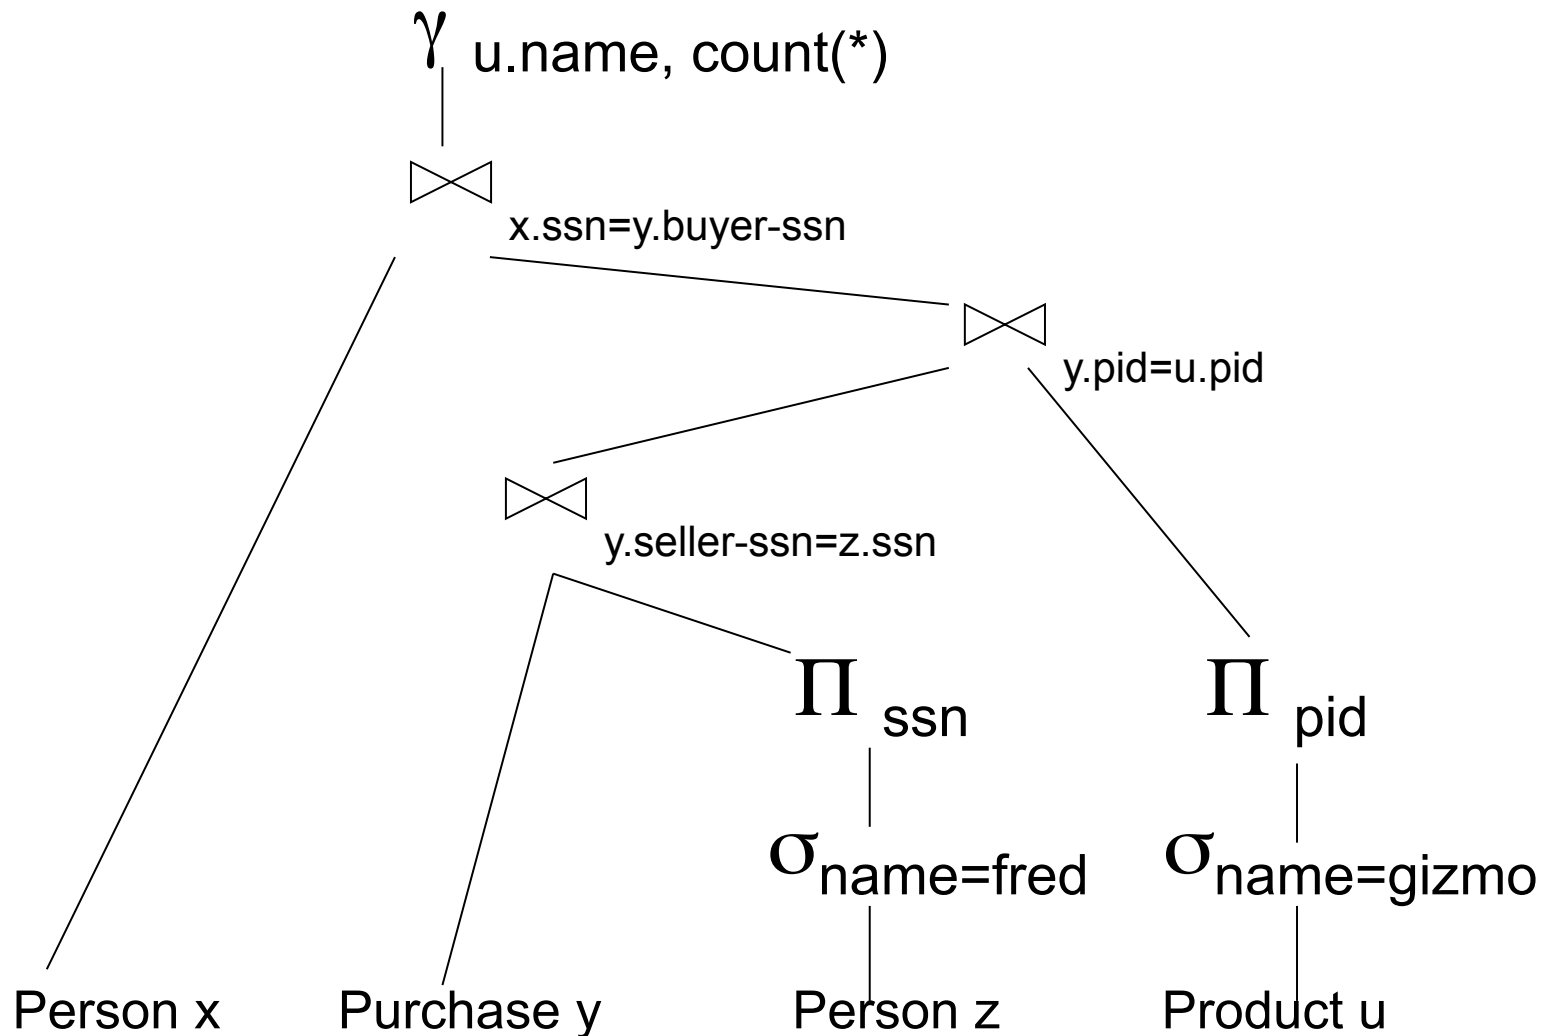 γ u.name, count(*)
x.ssn=y.buyer-ssn
y.pid=u.pid
y.seller-ssn=z.ssn
Π ssn
Π pid
σname=fred
σname=gizmo
Person x
Purchase y
Person z
Product u